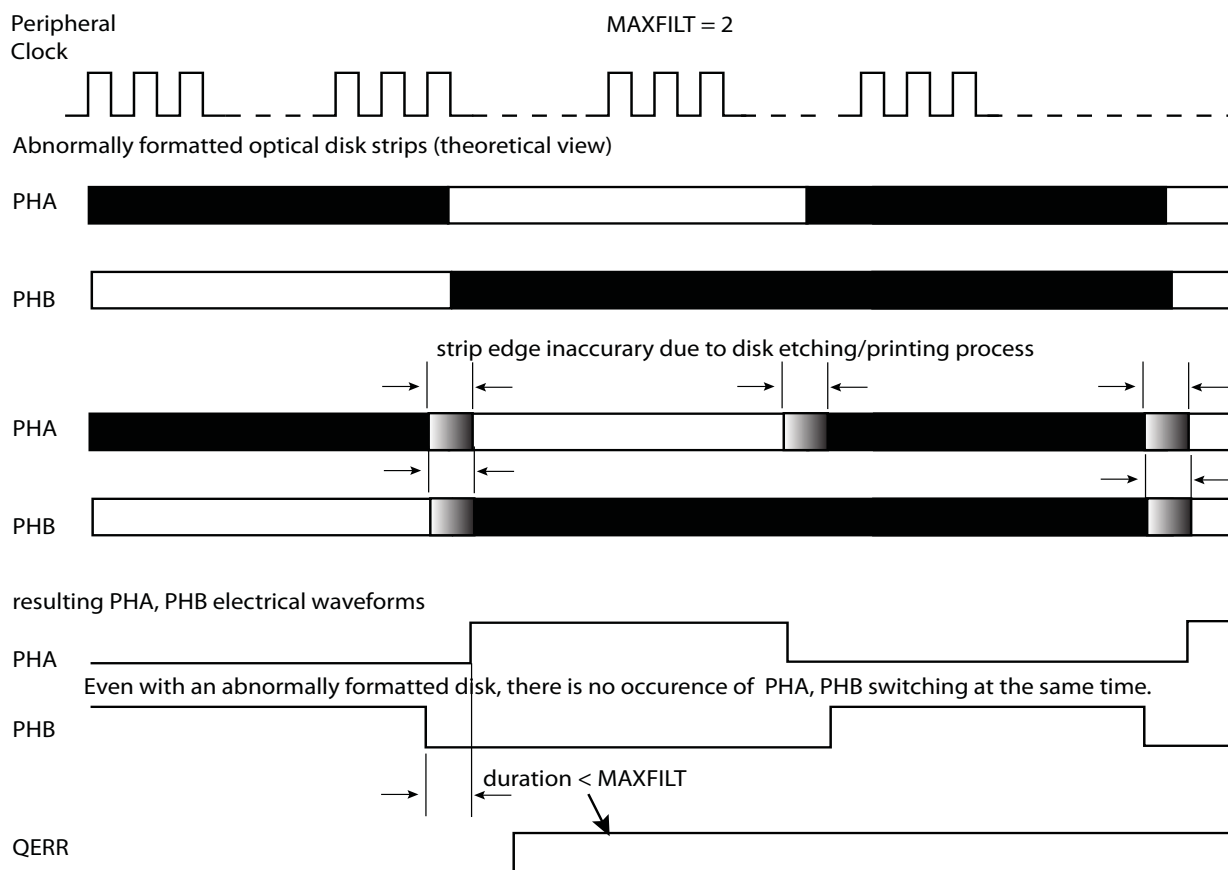 Peripheral
Clock
MAXFILT = 2
Abnormally formatted optical disk strips (theoretical view)
PHA
PHB
strip edge inaccurary due to disk etching/printing process
PHA
PHB
resulting PHA, PHB electrical waveforms
PHA
Even with an abnormally formatted disk, there is no occurence of PHA, PHB switching at the same time.
PHB
duration < MAXFILT
QERR